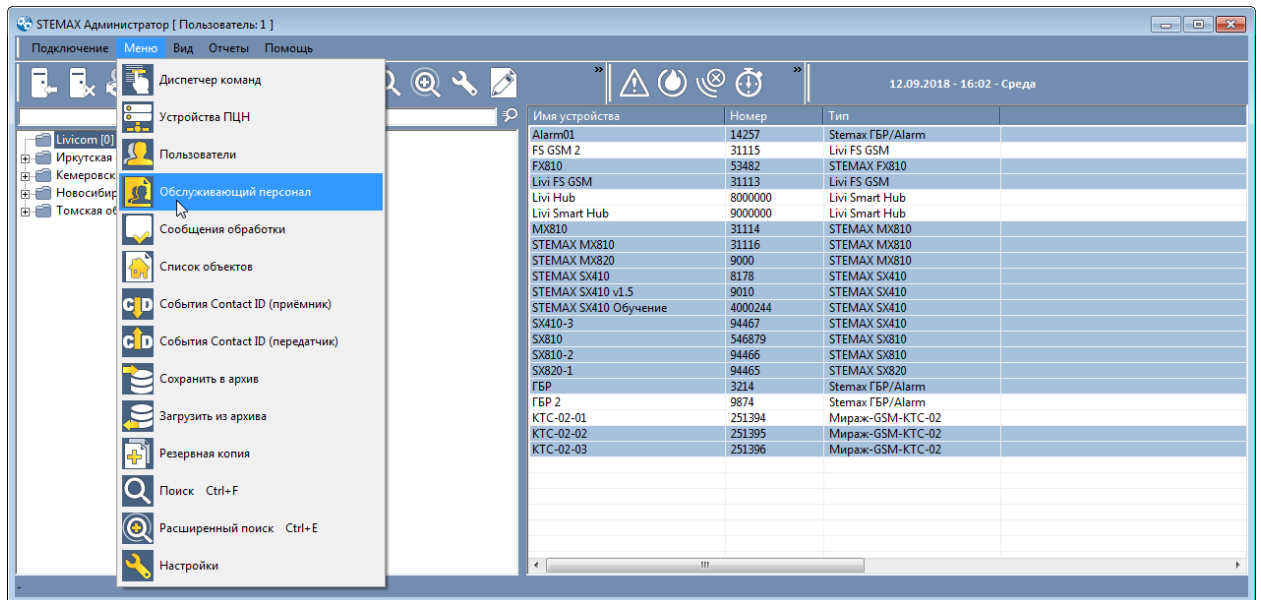 STEMAX Администратор [ Пользователь: 1 ]
Подключение Меню Вид Отчеты Помощь
12.09.2018 - 16:02 - Среда
Диспетчер команд
Устройства ПЦН
Пользователи
Обслуживающий персонал
Сообщения обработки
Список объектов
События Contact ID (приёмник)
События Contact ID (передатчик)
Сохранить в архив
Загрузить из архива
Резервная копия
Поиск Ctrl+F
Расширенный поиск Ctrl+E
Настройки
Livicom [0]
Иркутская
Кемеровск
Новосибир
Томская об
Имя устройства Номер Тип
Alarm01 14257 Stemax ГБР/Alarm
FS GSM 2 31115 Livi FS GSM
FX810 53482 STEMAX FX810
Livi FS GSM 31113 Livi FS GSM
Livi Hub 8000000 Livi Smart Hub
Livi Smart Hub 9000000 Livi Smart Hub
MX810 31114 STEMAX MX810
STEMAX MX810 31116 STEMAX MX810
STEMAX MX820 9000 STEMAX MX810
STEMAX SX410 8178 STEMAX SX410
STEMAX SX410 v1.5 9010 STEMAX SX410
STEMAX SX410 Обучение 4000244 STEMAX SX410
SX410-3 94467 STEMAX SX410
SX810 546879 STEMAX SX810
SX810-2 94466 STEMAX SX810
SX820-1 94465 STEMAX SX820
ГБР 3214 Stemax ГБР/Alarm
ГБР 2 9874 Stemax ГБР/Alarm
КТС-02-01 251394 Мираж-GSM-КТС-02
КТС-02-02 251395 Мираж-GSM-КТС-02
КТС-02-03 251396 Мираж-GSM-КТС-02